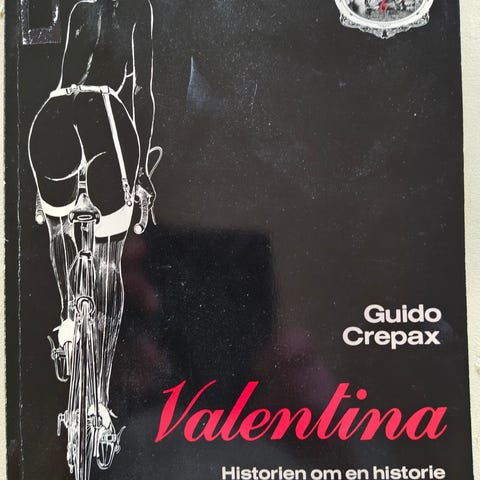 Guido
Crepax
Valentina
Historien om en historie